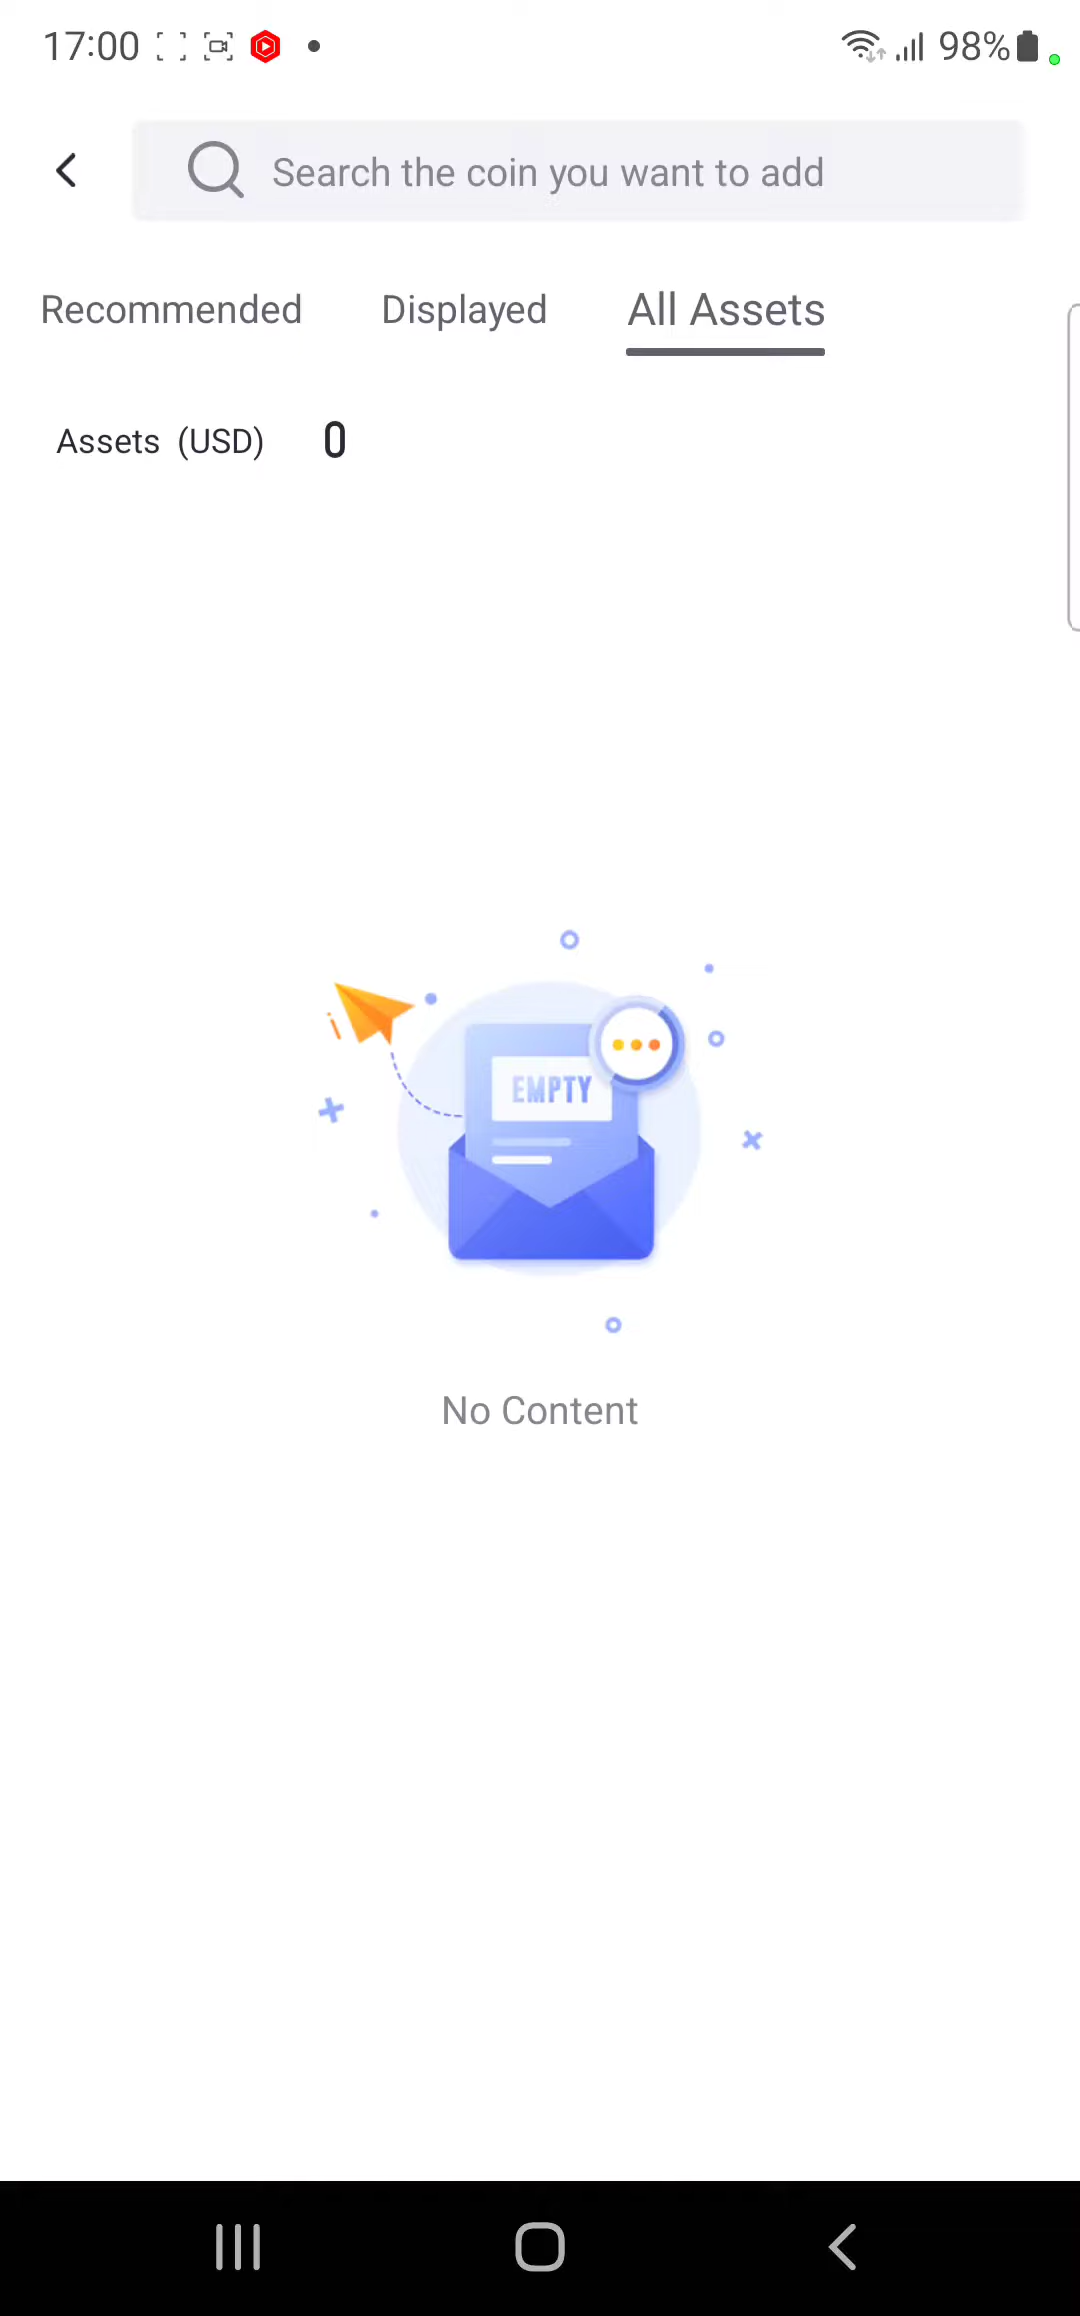 17:00 98%
Search the coin you want to add
Recommended Displayed All Assets
Assets (USD) 0
EMPTY
No Content